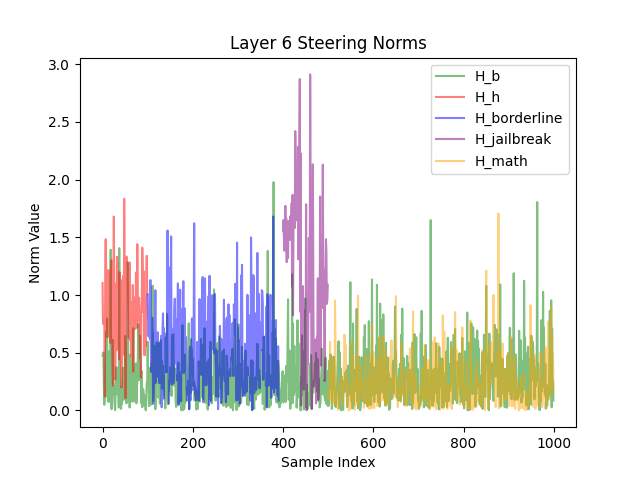 Layer 6 Steering Norms
3.0
2.5
2.0
1.5
1.0
0.5
0.0
Norm Value
H_b
H_h
H_borderline
H_jailbreak
H_math
0 200 400 600 800 1000
Sample Index